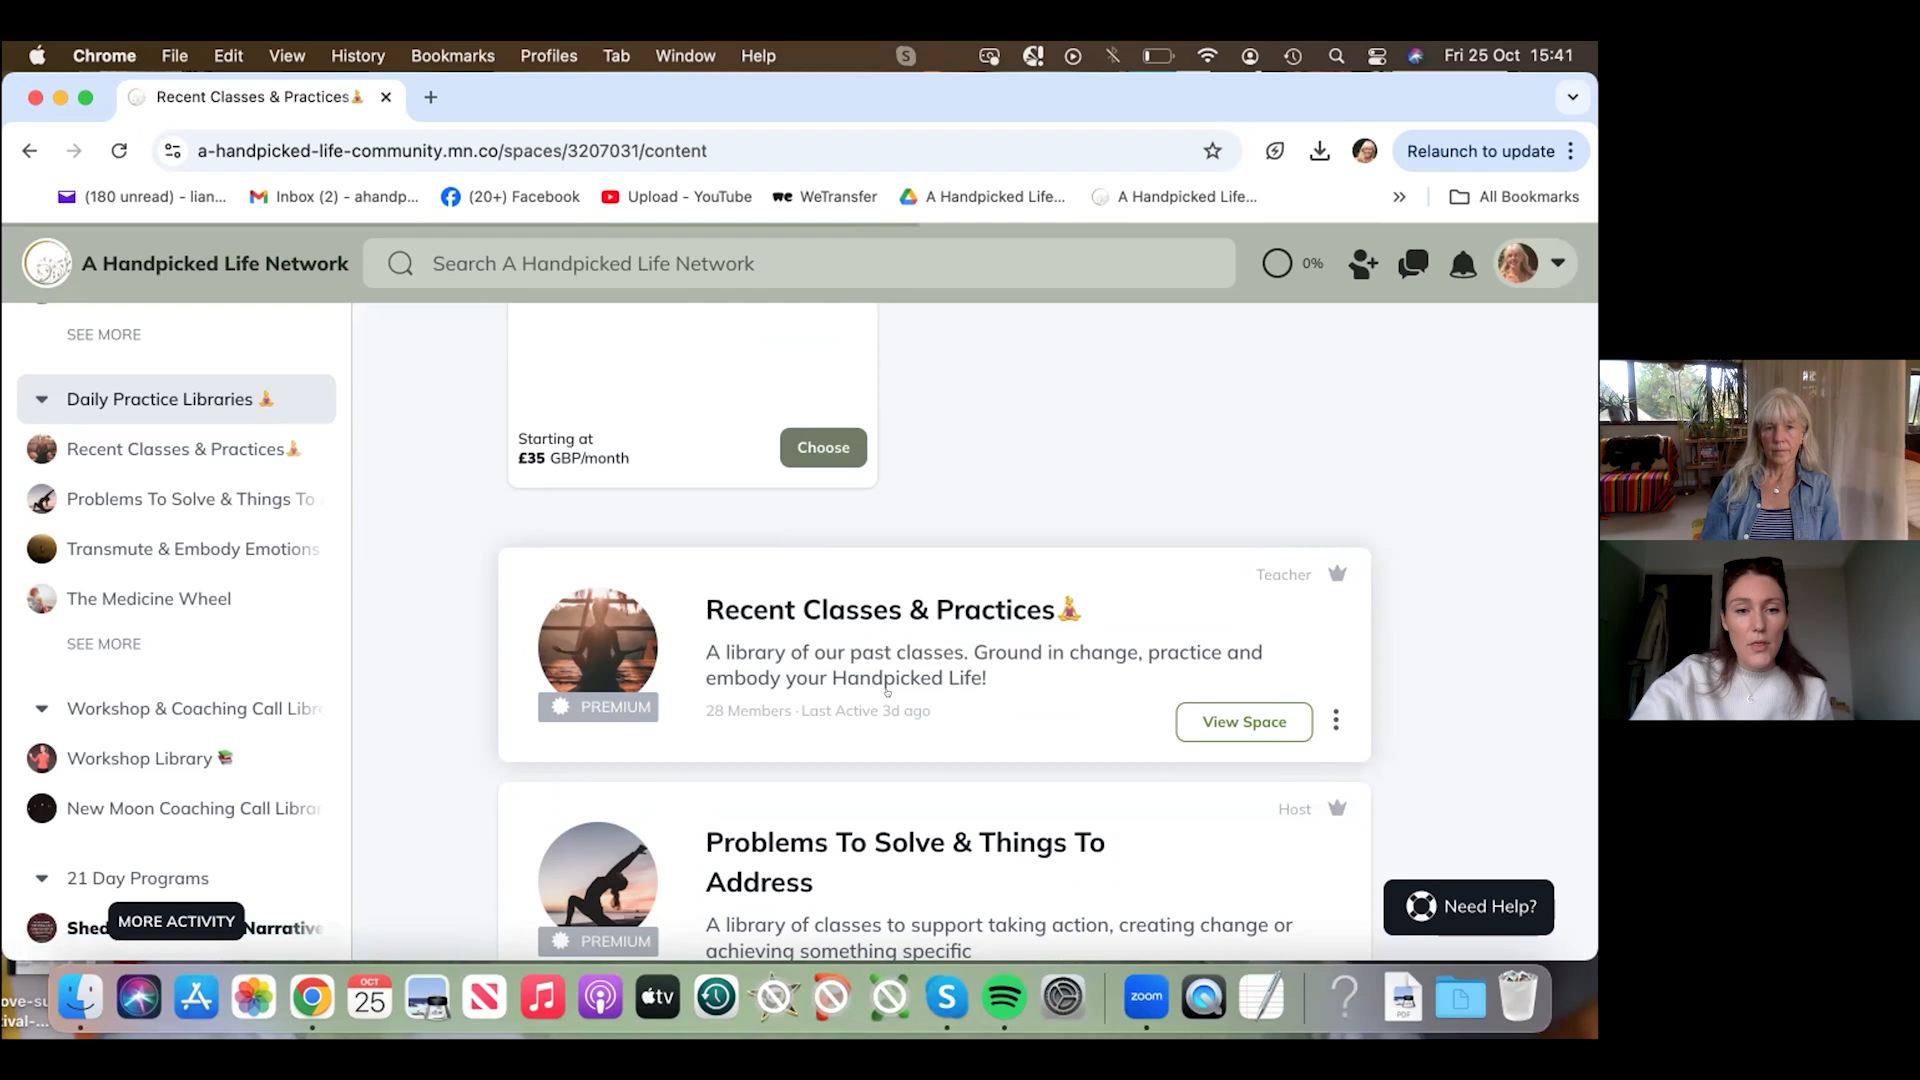 Chrome File Edit View History Bookmarks Profiles Tab Window Help Fri 25 Oct 15:41
Recent Classes & Practices🧘
a-handpicked-life-community.mn.co/spaces/3207031/content
Relaunch to update
(180 unread) - lian... Inbox (2) - ahandp... (20+) Facebook Upload - YouTube WeTransfer A Handpicked Life... A Handpicked Life... All Bookmarks
A Handpicked Life Network
Search A Handpicked Life Network
0%
SEE MORE
Daily Practice Libraries 🧘
Recent Classes & Practices🧘
Problems To Solve & Things To
Transmute & Embody Emotions
The Medicine Wheel
SEE MORE
Workshop & Coaching Call Libr
Workshop Library 📚
New Moon Coaching Call Libra
21 Day Programs
Shed Narrative
MORE ACTIVITY
Starting at
£35 GBP/month
Choose
Teacher
Recent Classes & Practices🧘
A library of our past classes. Ground in change, practice and
embody your Handpicked Life!
PREMIUM
28 Members · Last Active 3d ago
View Space
Host
Problems To Solve & Things To
Address
A library of classes to support taking action, creating change or
achieving something specific
PREMIUM
Need Help?
OCT
25
tv
zoom
PDF